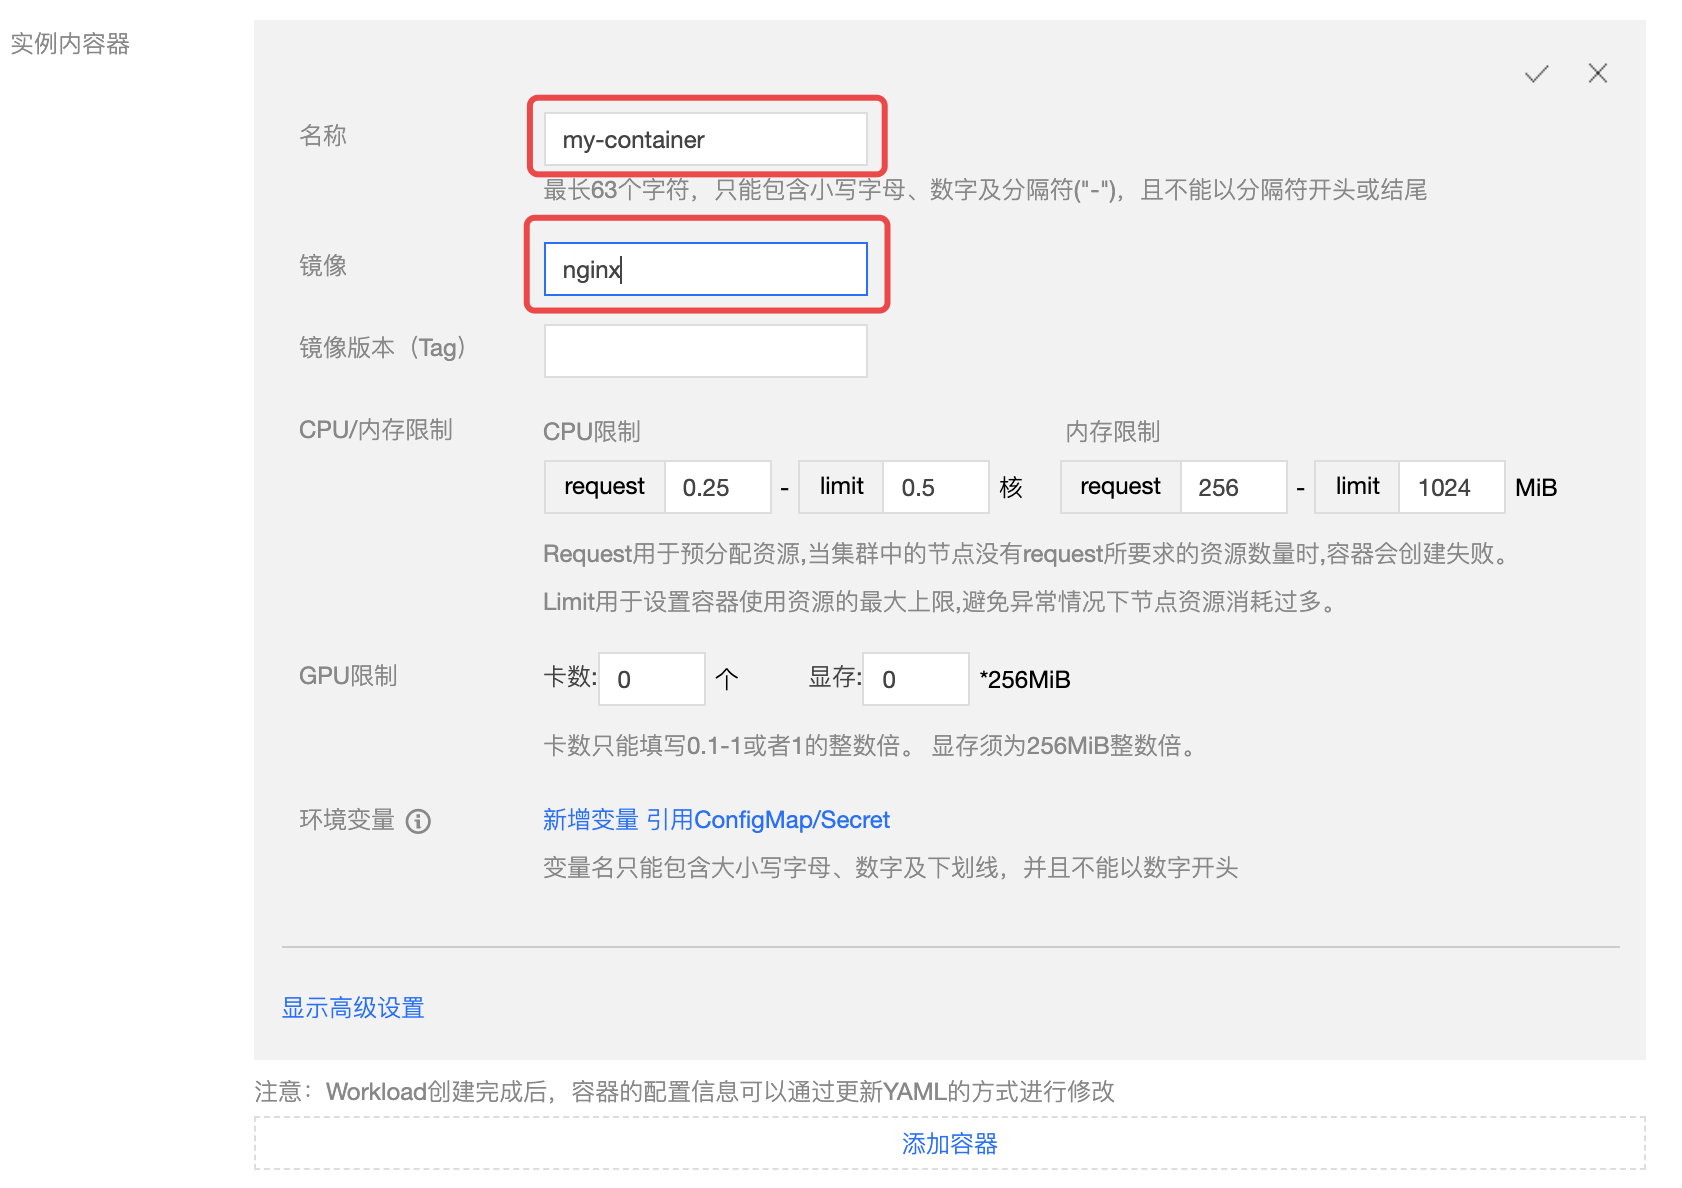 实例内容器
名称
my-container
最长63个字符，只能包含小写字母、数字及分隔符("-")，且不能以分隔符开头或结尾
镜像
nginx
镜像版本（Tag）
CPU/内存限制
CPU限制
内存限制
request 0.25 - limit 0.5 核 request 256 - limit 1024 MiB
Request用于预分配资源,当集群中的节点没有request所要求的资源数量时,容器会创建失败。
Limit用于设置容器使用资源的最大上限,避免异常情况下节点资源消耗过多。
GPU限制
卡数: 0 个 显存: 0 *256MiB
卡数只能填写0.1-1或者1的整数倍。 显存须为256MiB整数倍。
环境变量
新增变量 引用ConfigMap/Secret
变量名只能包含大小写字母、数字及下划线，并且不能以数字开头
显示高级设置
注意：Workload创建完成后，容器的配置信息可以通过更新YAML的方式进行修改
添加容器